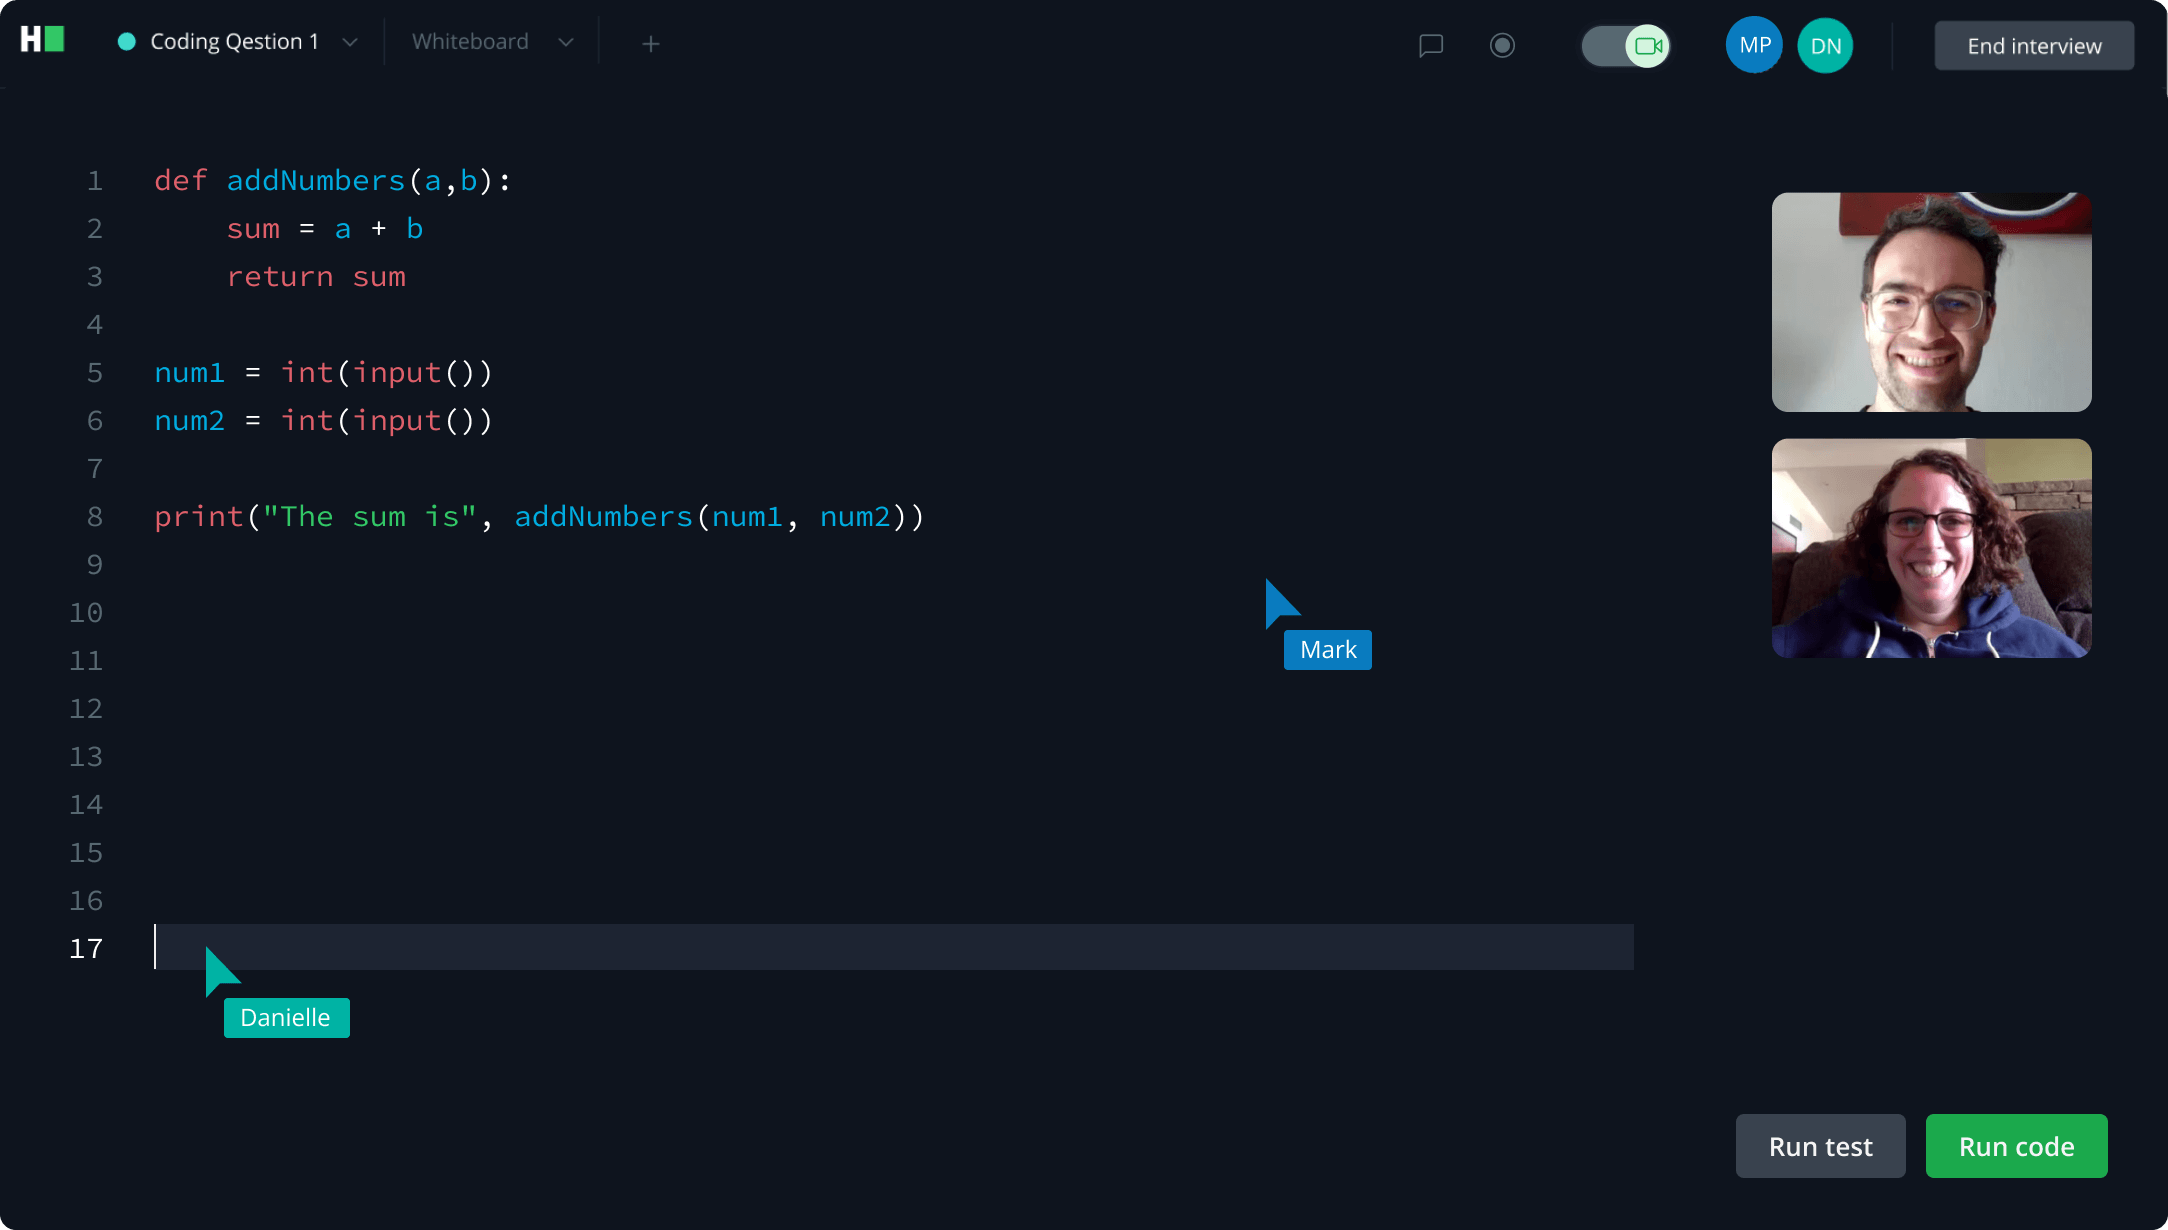 H
Coding Qestion 1
Whiteboard
+
MP
DN
End interview
1 def addNumbers(a,b):
2     sum = a + b
3     return sum
4
5 num1 = int(input())
6 num2 = int(input())
7
8 print("The sum is", addNumbers(num1, num2))
9
10
11
Mark
12
13
14
15
16
17
Danielle
Run test
Run code